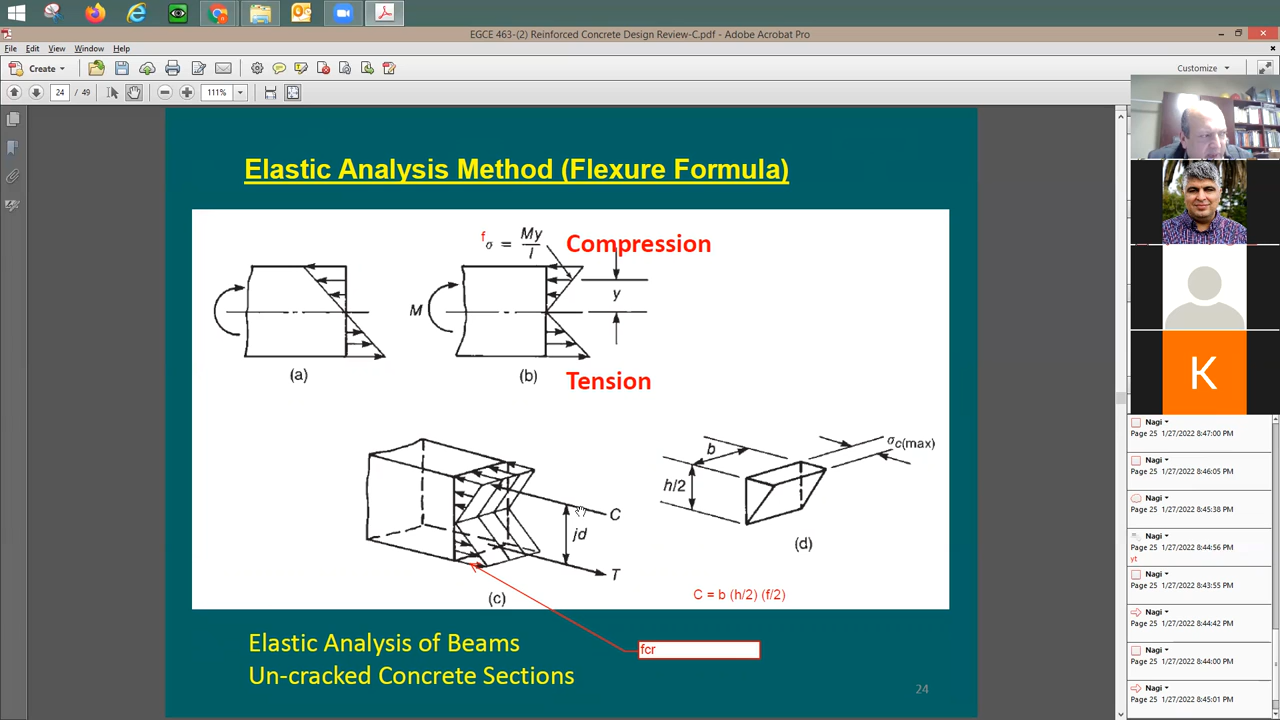 EGCE 463-(2) Reinforced Concrete Design Review-C.pdf - Adobe Acrobat Pro
File Edit View Window Help
Create
Customize
24 / 49
111%
Elastic Analysis Method (Flexure Formula)
f σ = My/I
Compression
y
M
(a)
(b)
Tension
b
σc(max)
h/2
C
jd
T
(c)
(d)
C = b (h/2) (f/2)
fcr
Elastic Analysis of Beams
Un-cracked Concrete Sections
24
K
Nagi
Page 25 1/27/2022 8:47:00 PM
Nagi
Page 25 1/27/2022 8:46:05 PM
Nagi
Page 25 1/27/2022 8:45:38 PM
Nagi
Page 25 1/27/2022 8:44:56 PM
yt
Nagi
Page 25 1/27/2022 8:43:55 PM
Nagi
Page 25 1/27/2022 8:44:42 PM
Nagi
Page 25 1/27/2022 8:44:00 PM
Nagi
Page 25 1/27/2022 8:45:01 PM